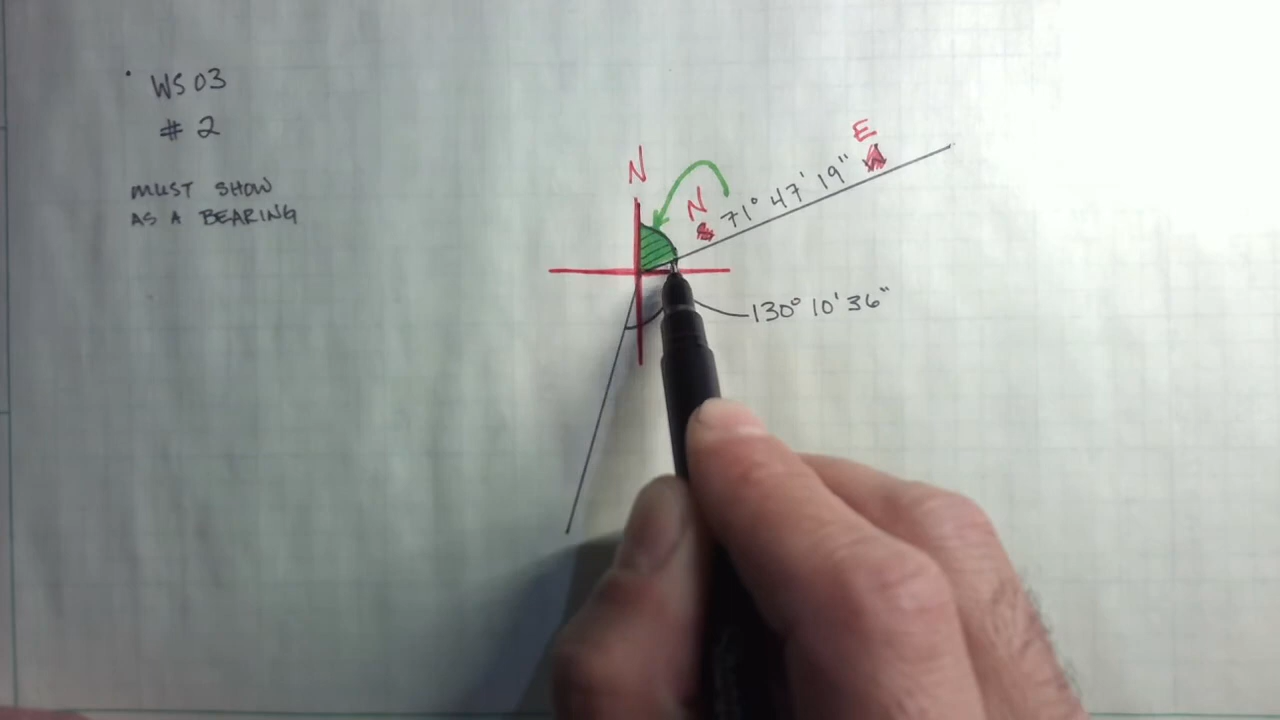 WS 03
# 2
MUST SHOW
AS A BEARING
N
N 71° 47' 19" E
130° 10' 36"